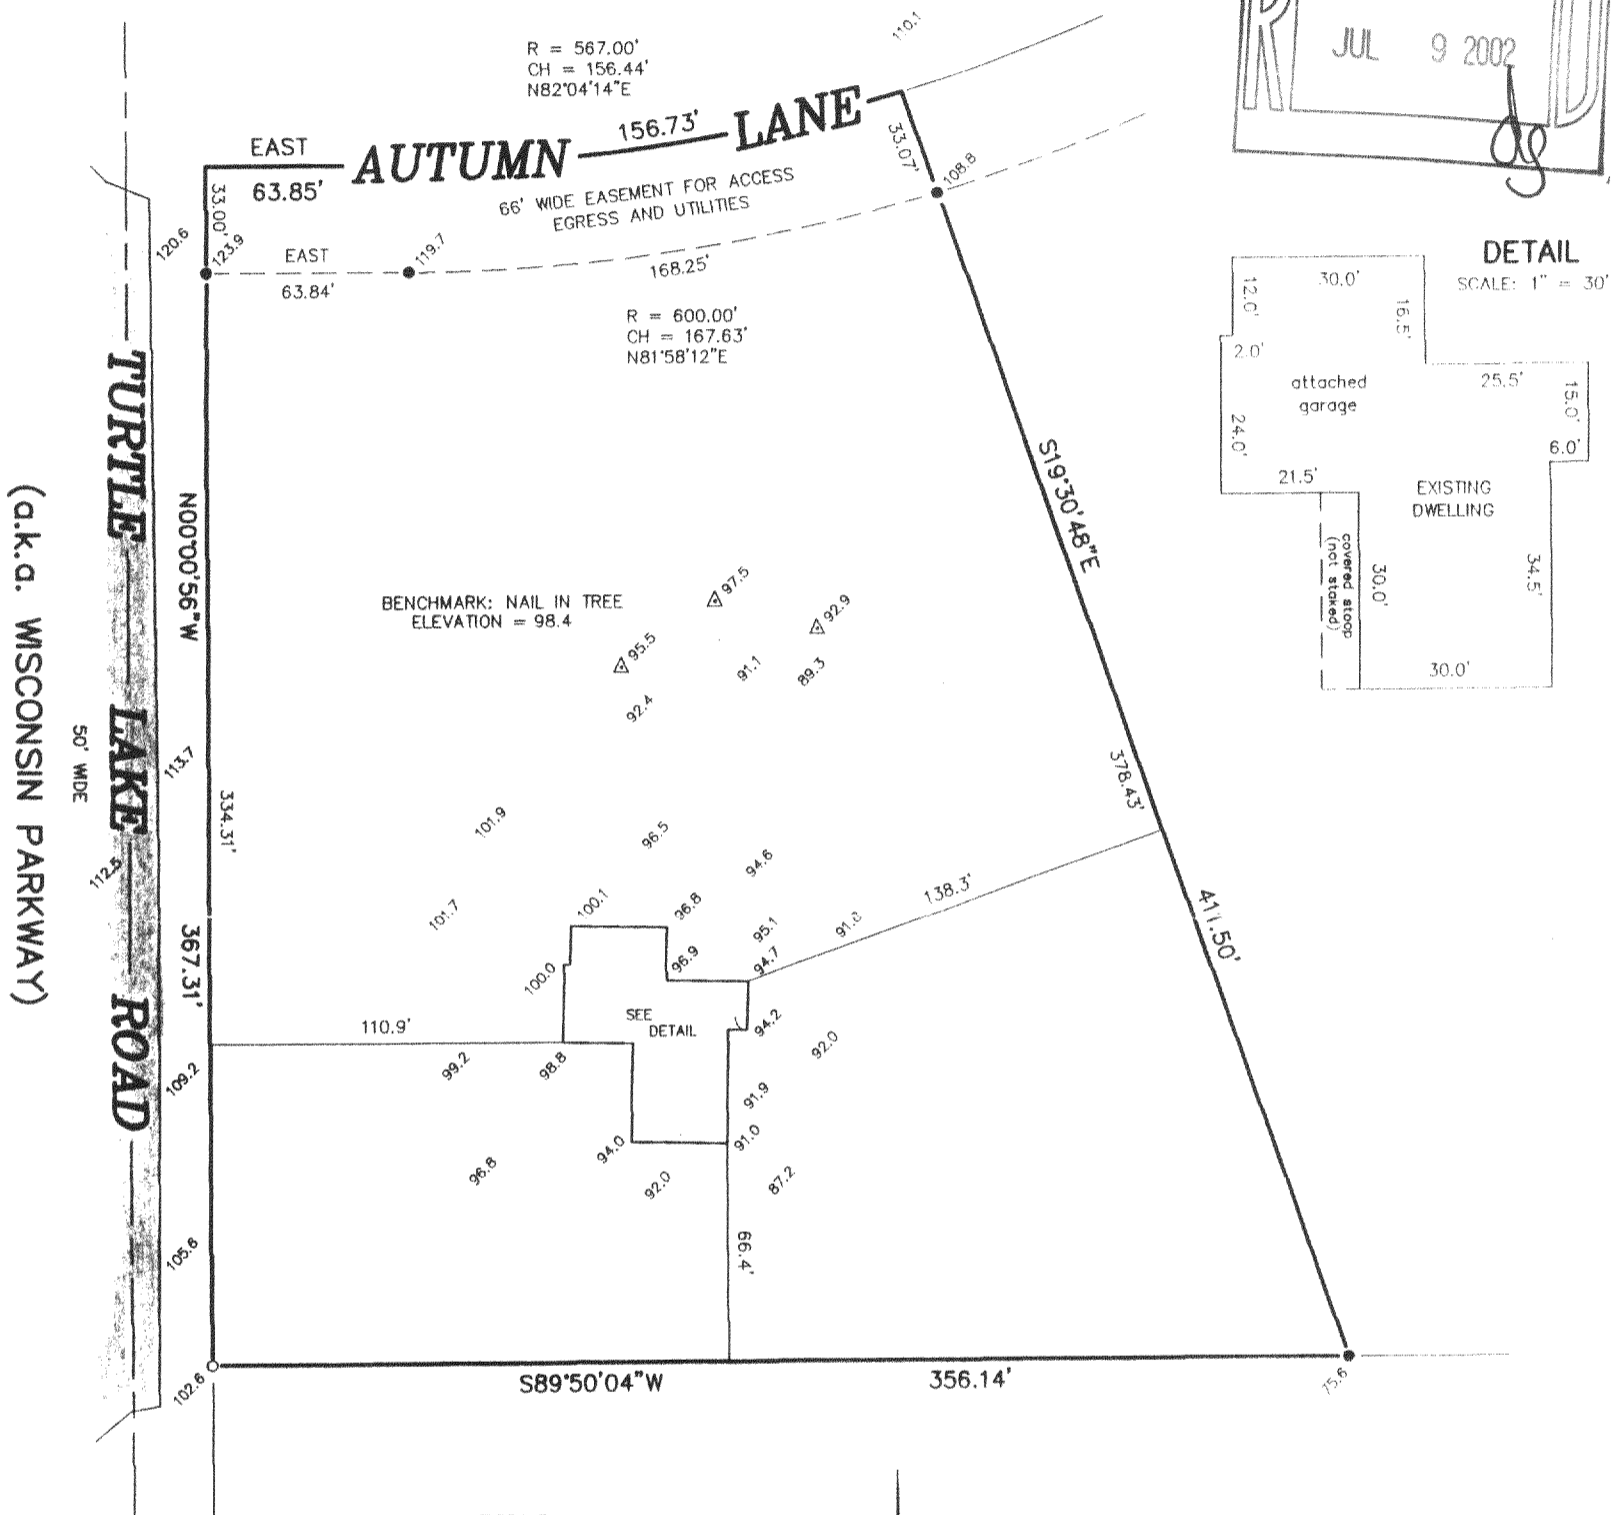 R = 567.00'
CH = 156.44'
N82°04'14"E
110.1
JUL 9 2002
EAST
63.85'
AUTUMN
156.73'
LANE
33.07'
108.8
66' WIDE EASEMENT FOR ACCESS
EGRESS AND UTILITIES
33.00'
123.9
120.6
EAST
63.84'
119.7
168.25'
R = 600.00'
CH = 167.63'
N81°58'12"E
DETAIL
SCALE: 1" = 30'
30.0'
12.0'
16.5'
2.0'
attached
garage
25.5'
15.0'
24.0'
6.0'
21.5'
EXISTING
DWELLING
covered stoop
(not staked)
30.0'
34.5'
30.0'
TURTLE LAKE ROAD
(a.k.a. WISCONSIN PARKWAY)
50' WIDE
N00°00'56"W
334.31'
367.31'
S19°30'48"E
378.43'
411.50'
BENCHMARK: NAIL IN TREE
ELEVATION = 98.4
97.5
92.9
95.5
91.1
89.3
92.4
113.7
112.5
101.9
96.5
94.6
101.7
100.1
96.8
95.1
138.3'
100.0
96.9
94.7
SEE
DETAIL
94.2
92.0
110.9'
99.2
98.8
109.2
91.9
94.0
91.0
96.8
92.0
87.2
66.4'
105.8
102.6
S89°50'04"W
356.14'
75.6